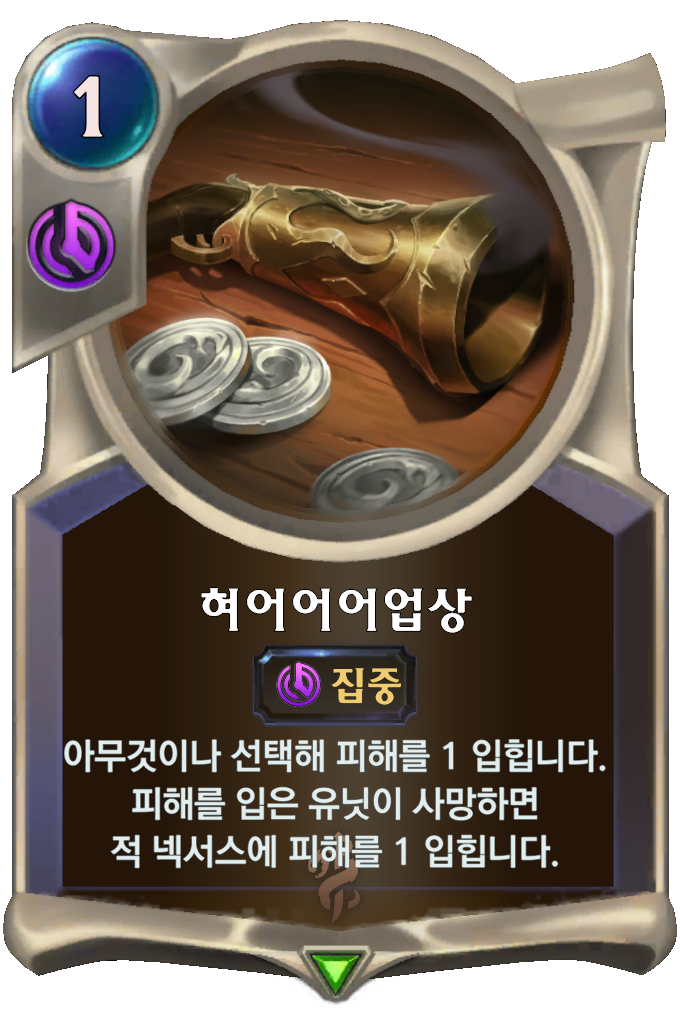 1
혀어어어업상
집중
아무것이나 선택해 피해를 1 입힙니다.
피해를 입은 유닛이 사망하면
적 넥서스에 피해를 1 입힙니다.